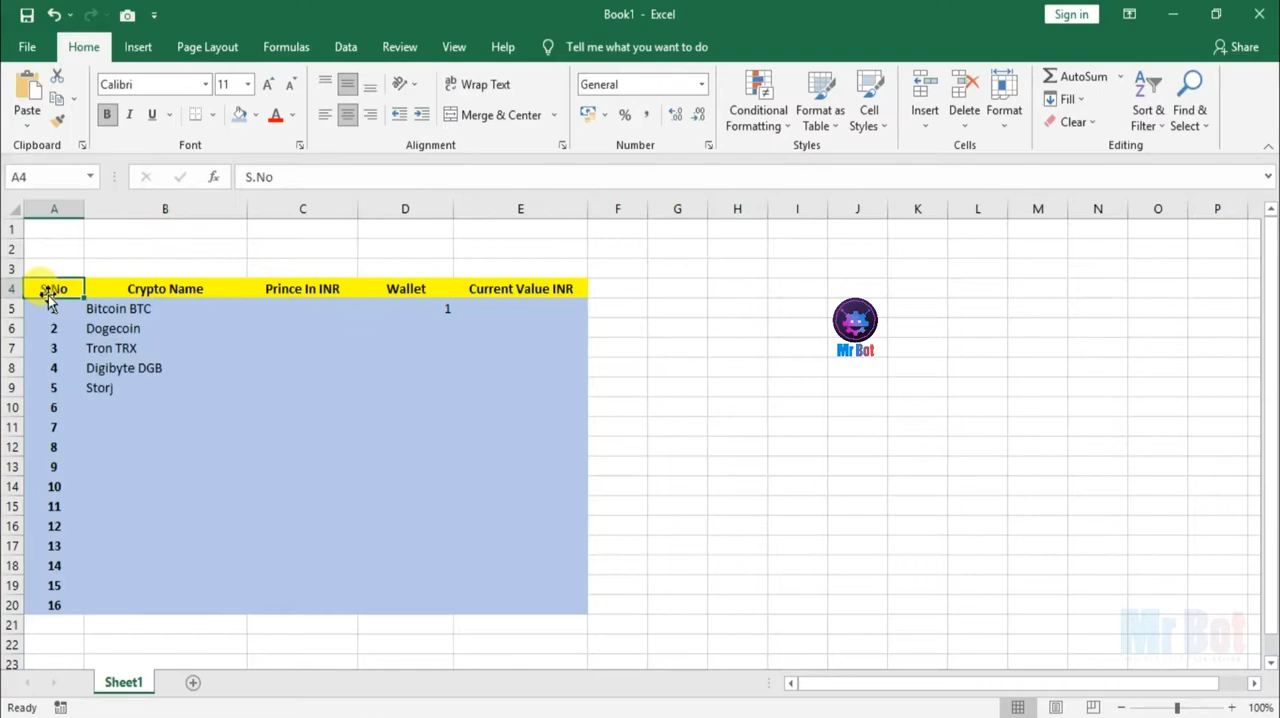 Book1 - Excel
Sign in
File Home Insert Page Layout Formulas Data Review View Help Tell me what you want to do Share
Calibri 11 Wrap Text General AutoSum
Paste Conditional Formatting Format as Table Cell Styles Insert Delete Format Fill Sort & Filter Find & Select
B I U A Merge & Center % , Clear
Clipboard Font Alignment Number Styles Cells Editing
A4 fx S.No
A B C D E F G H I J K L M N O P
1
2
3
4 S.No Crypto Name Prince In INR Wallet Current Value INR
5 Bitcoin BTC 1
6 2 Dogecoin
7 3 Tron TRX
8 4 Digibyte DGB
9 5 Storj
10 6
11 7
12 8
13 9
14 10
15 11
16 12
17 13
18 14
19 15
20 16
21
22
23
Mr Bot
Mr Bot
Sheet1
Ready 100%